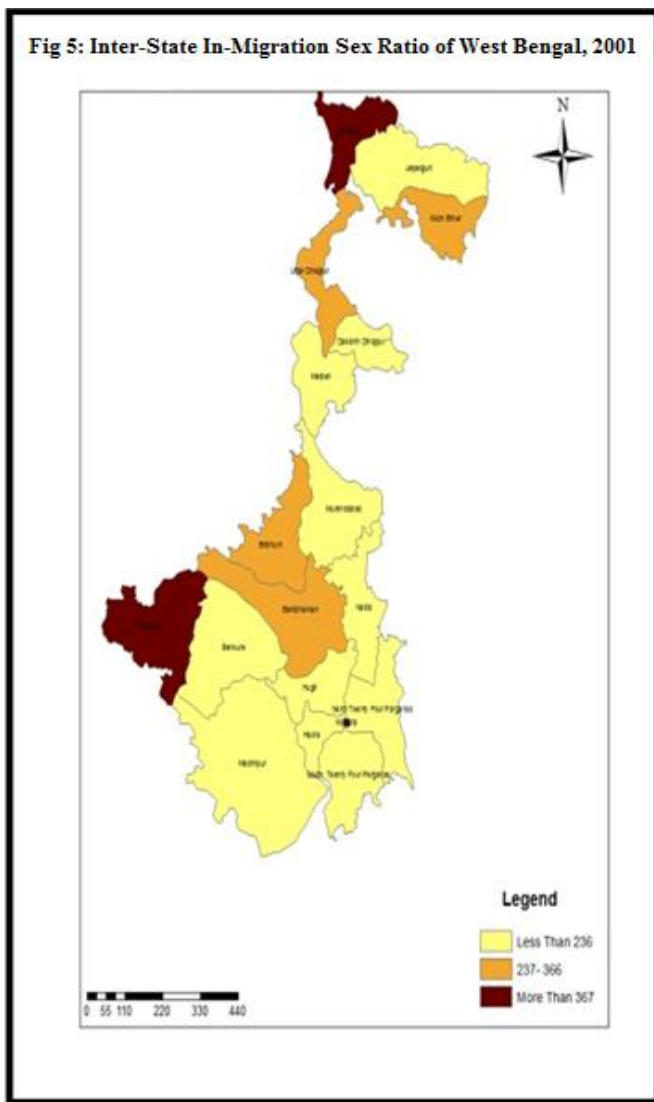 Fig 5: Inter-State In-Migration Sex Ratio of West Bengal, 2001
N
Jalpaiguri
Koch Bihar
Uttar Dinajpur
Dakshin Dinajpur
Maldah
Murshidabad
Birbhum
Barddhaman
Nadia
Bankura
Hugli
North Twenty Four Parganas
Medinipur
South Twenty Four Parganas
Legend
Less Than 236
237- 366
More Than 367
0 55 110 220 330 440